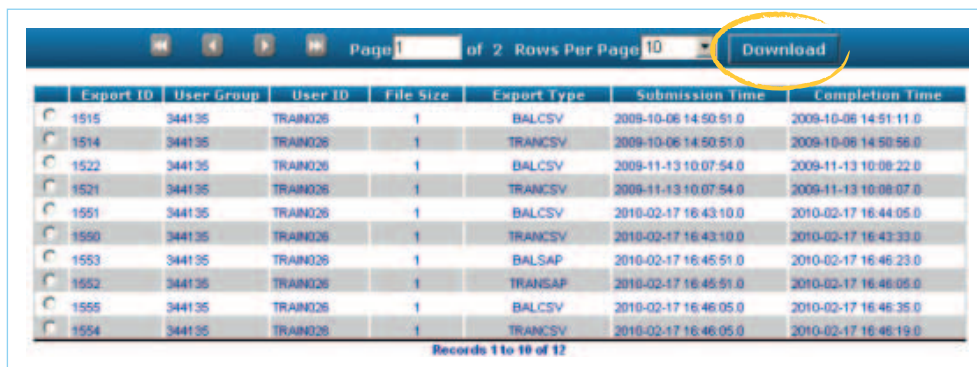 Page 1 of 2 Rows Per Page 10 Download
Export ID User Group User ID File Size Export Type Submission Time Completion Time
1515 344135 TRAIN026 1 BALCSV 2009-10-06 14:50:51.0 2009-10-06 14:51:11.0
1514 344135 TRAIN026 1 TRANCSV 2009-10-06 14:50:51.0 2009-10-06 14:50:56.0
1522 344135 TRAIN026 1 BALCSV 2009-11-13 10:07:54.0 2009-11-13 10:08:22.0
1521 344135 TRAIN026 1 TRANCSV 2009-11-13 10:07:54.0 2009-11-13 10:08:07.0
1551 344135 TRAIN026 1 BALCSV 2010-02-17 16:43:10.0 2010-02-17 16:44:05.0
1550 344135 TRAIN026 1 TRANCSV 2010-02-17 16:43:10.0 2010-02-17 16:43:33.0
1553 344135 TRAIN026 1 BALSAP 2010-02-17 16:45:51.0 2010-02-17 16:46:23.0
1552 344135 TRAIN026 1 TRANSAP 2010-02-17 16:45:51.0 2010-02-17 16:46:05.0
1555 344135 TRAIN026 1 BALCSV 2010-02-17 16:46:05.0 2010-02-17 16:46:35.0
1554 344135 TRAIN026 1 TRANCSV 2010-02-17 16:46:05.0 2010-02-17 16:46:19.0
Records 1 to 10 of 12